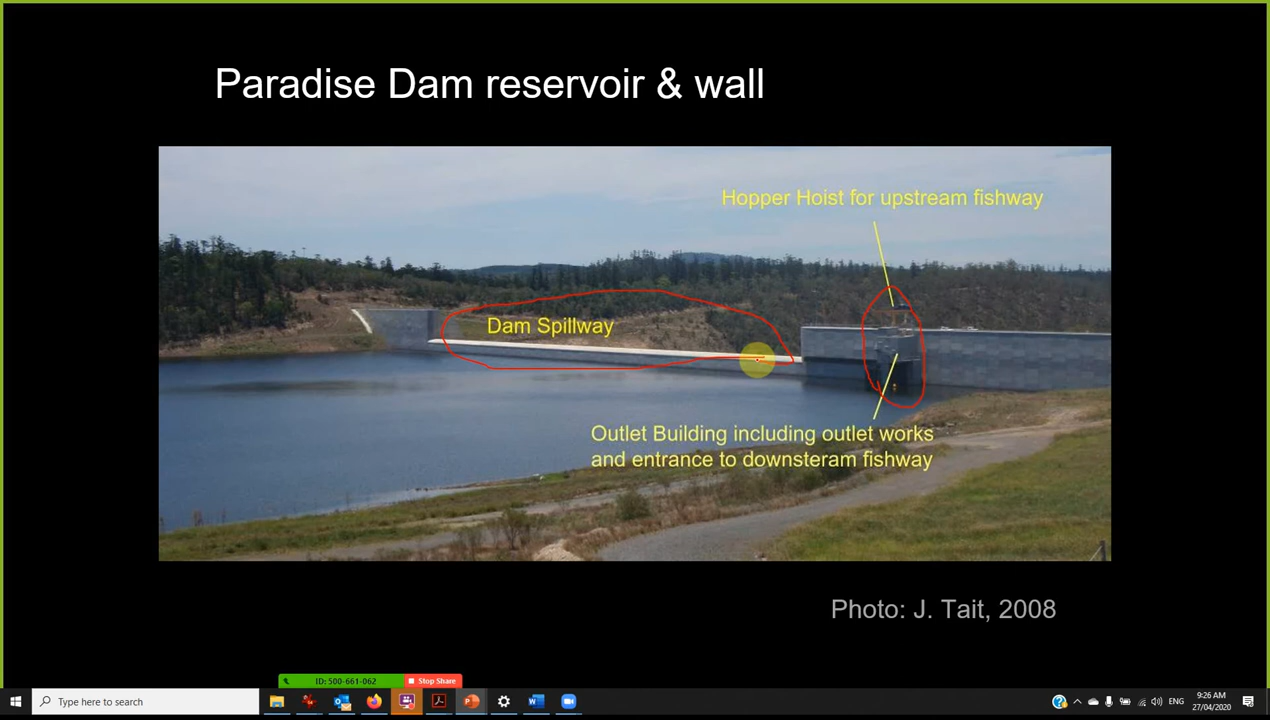 Paradise Dam reservoir & wall
Hopper Hoist for upstream fishway
Dam Spillway
Outlet Building including outlet works
and entrance to downsteram fishway
Photo: J. Tait, 2008
ID: 500-661-062
Stop Share
Type here to search
ENG
9:26 AM
27/04/2020